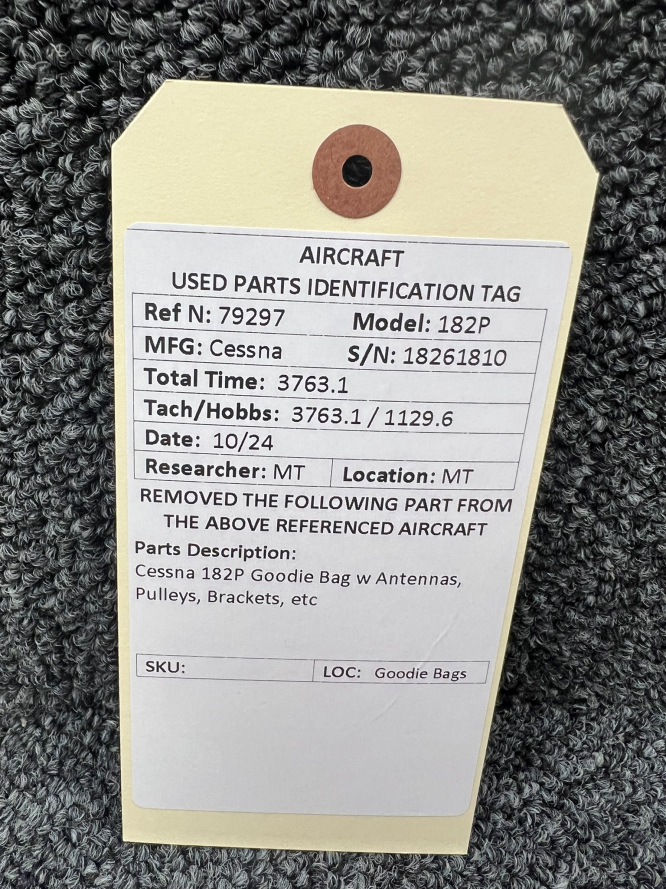 AIRCRAFT
USED PARTS IDENTIFICATION TAG
Ref N: 79297 Model: 182P
MFG: Cessna S/N: 18261810
Total Time: 3763.1
Tach/Hobbs: 3763.1 / 1129.6
Date: 10/24
Researcher: MT Location: MT
REMOVED THE FOLLOWING PART FROM
THE ABOVE REFERENCED AIRCRAFT
Parts Description:
Cessna 182P Goodie Bag w Antennas,
Pulleys, Brackets, etc
SKU: LOC: Goodie Bags